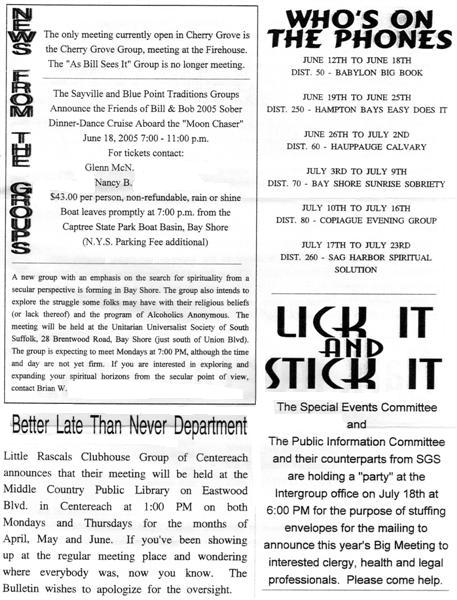 NEWS FROM THE GROUPS
The only meeting currently open in Cherry Grove is
the Cherry Grove Group, meeting at the Firehouse.
The "As Bill Sees It" Group is no longer meeting.
The Sayville and Blue Point Traditions Groups
Announce the Friends of Bill & Bob 2005 Sober
Dinner-Dance Cruise Aboard the "Moon Chaser"
June 18, 2005 7:00 - 11:00 p.m.
For tickets contact:
Glenn McN.
Nancy B.
$43.00 per person, non-refundable, rain or shine
Boat leaves promptly at 7:00 p.m. from the
Captree State Park Boat Basin, Bay Shore
(N.Y.S. Parking Fee additional)
A new group with an emphasis on the search for spirituality from a
secular perspective is forming in Bay Shore. The group also intends to
explore the struggle some folks may have with their religious beliefs
(or lack thereof) and the program of Alcoholics Anonymous. The
meeting will be held at the Unitarian Universalist Society of South
Suffolk, 28 Brentwood Road, Bay Shore (just south of Union Blvd).
The group is expecting to meet Mondays at 7:00 PM, although the time
and day are not yet firm. If you are interested in exploring and
expanding your spiritual horizons from the secular point of view,
contact Brian W.
Better Late Than Never Department
Little Rascals Clubhouse Group of Centereach
announces that their meeting will be held at the
Middle Country Public Library on Eastwood
Blvd. in Centereach at 1:00 PM on both
Mondays and Thursdays for the months of
April, May and June. If you've been showing
up at the regular meeting place and wondering
where everybody was, now you know. The
Bulletin wishes to apologize for the oversight.
WHO'S ON
THE PHONES
JUNE 12TH TO JUNE 18TH
DIST. 50 - BABYLON BIG BOOK
JUNE 19TH TO JUNE 25TH
DIST. 250 - HAMPTON BAYS EASY DOES IT
JUNE 26TH TO JULY 2ND
DIST. 60 - HAUPPAUGE CALVARY
JULY 3RD TO JULY 9TH
DIST. 70 - BAY SHORE SUNRISE SOBRIETY
JULY 10TH TO JULY 16TH
DIST. 80 - COPIAGUE EVENING GROUP
JULY 17TH TO JULY 23RD
DIST. 260 - SAG HARBOR SPIRITUAL
SOLUTION
LICK IT
AND
STICK IT
The Special Events Committee
and
The Public Information Committee
and their counterparts from SGS
are holding a "party" at the
Intergroup office on July 18th at
6:00 PM for the purpose of stuffing
envelopes for the mailing to
announce this year's Big Meeting to
interested clergy, health and legal
professionals. Please come help.